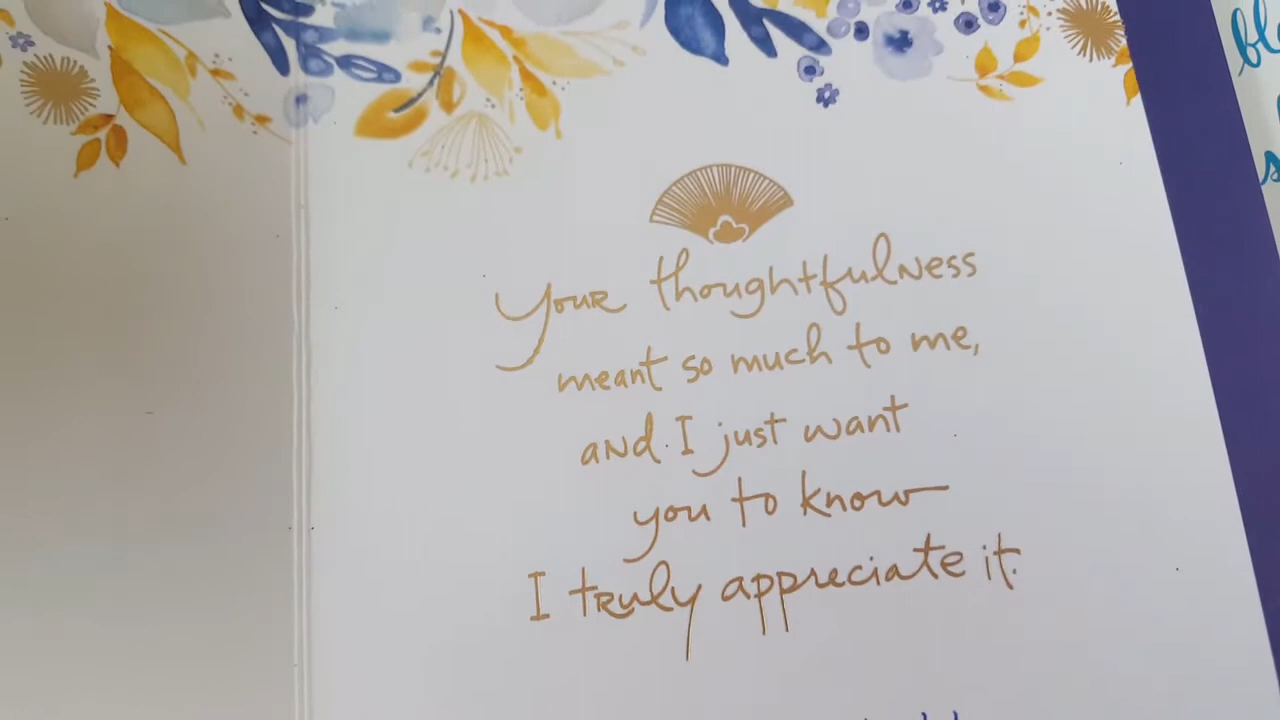 Your thoughtfulness
meant so much to me,
and I just want
you to know
I truly appreciate it.